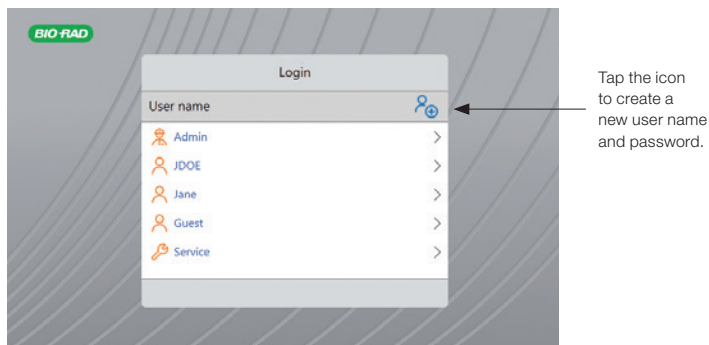 BIO-RAD
Login
User name
Admin
JDOE
Jane
Guest
Service
Tap the icon
to create a
new user name
and password.